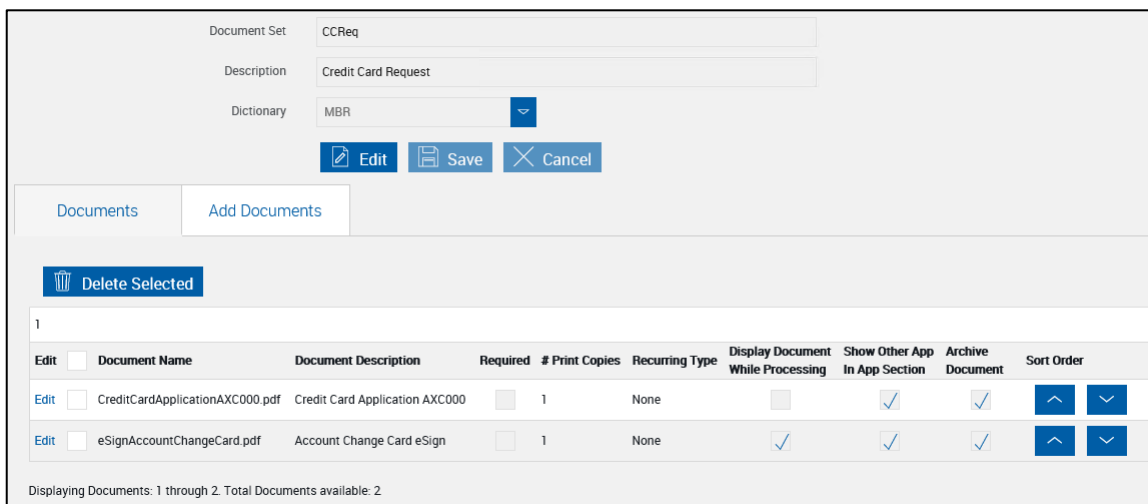 Document Set CCReq
Description Credit Card Request
Dictionary MBR
Edit Save Cancel
Documents Add Documents
Delete Selected
1
Edit Document Name Document Description Required # Print Copies Recurring Type Display Document While Processing Show Other App In App Section Archive Document Sort Order
Edit CreditCardApplicationAXC000.pdf Credit Card Application AXC000 1 None
Edit eSignAccountChangeCard.pdf Account Change Card eSign 1 None
Displaying Documents: 1 through 2. Total Documents available: 2